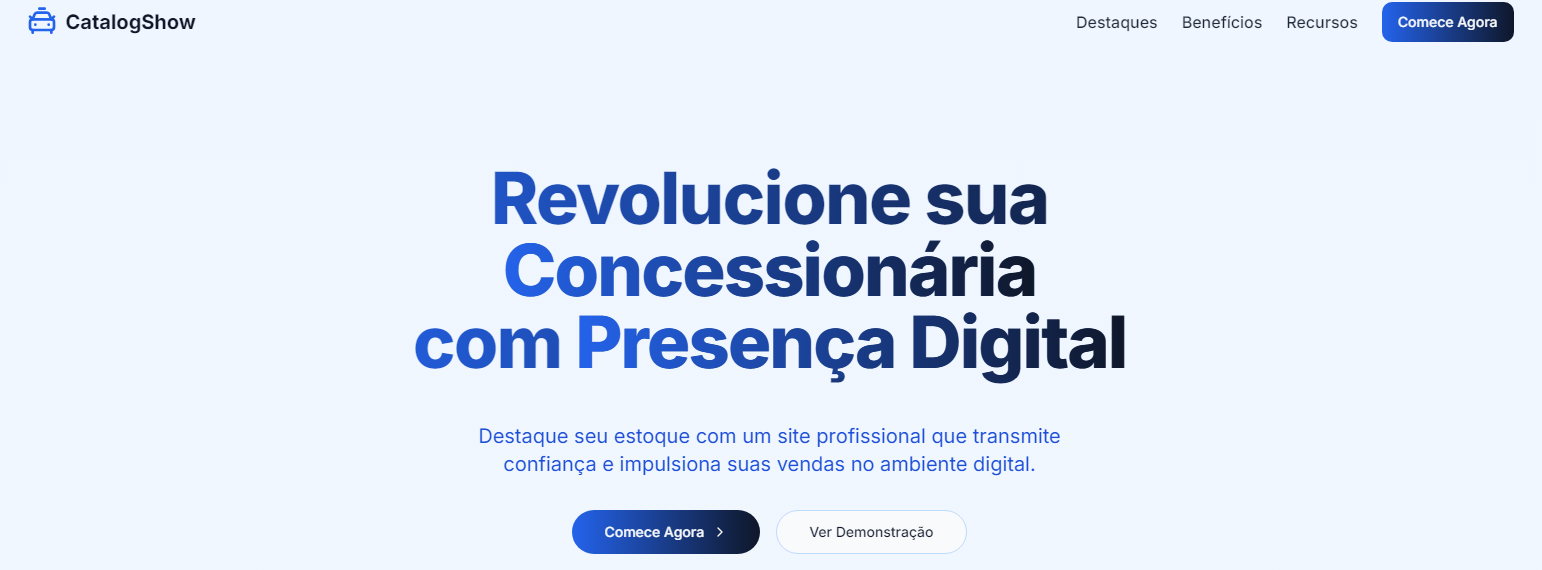 CatalogShow
Destaques
Benefícios
Recursos
Comece Agora
Revolucione sua
Concessionária
com Presença Digital
Destaque seu estoque com um site profissional que transmite
confiança e impulsiona suas vendas no ambiente digital.
Comece Agora
Ver Demonstração